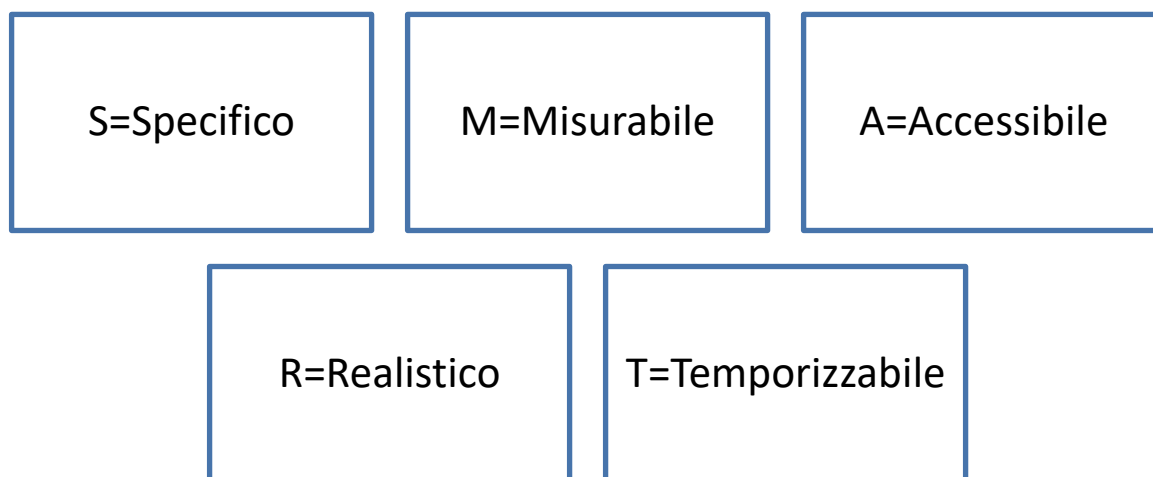 S=Specifico
M=Misurabile
A=Accessibile
R=Realistico
T=Temporizzabile